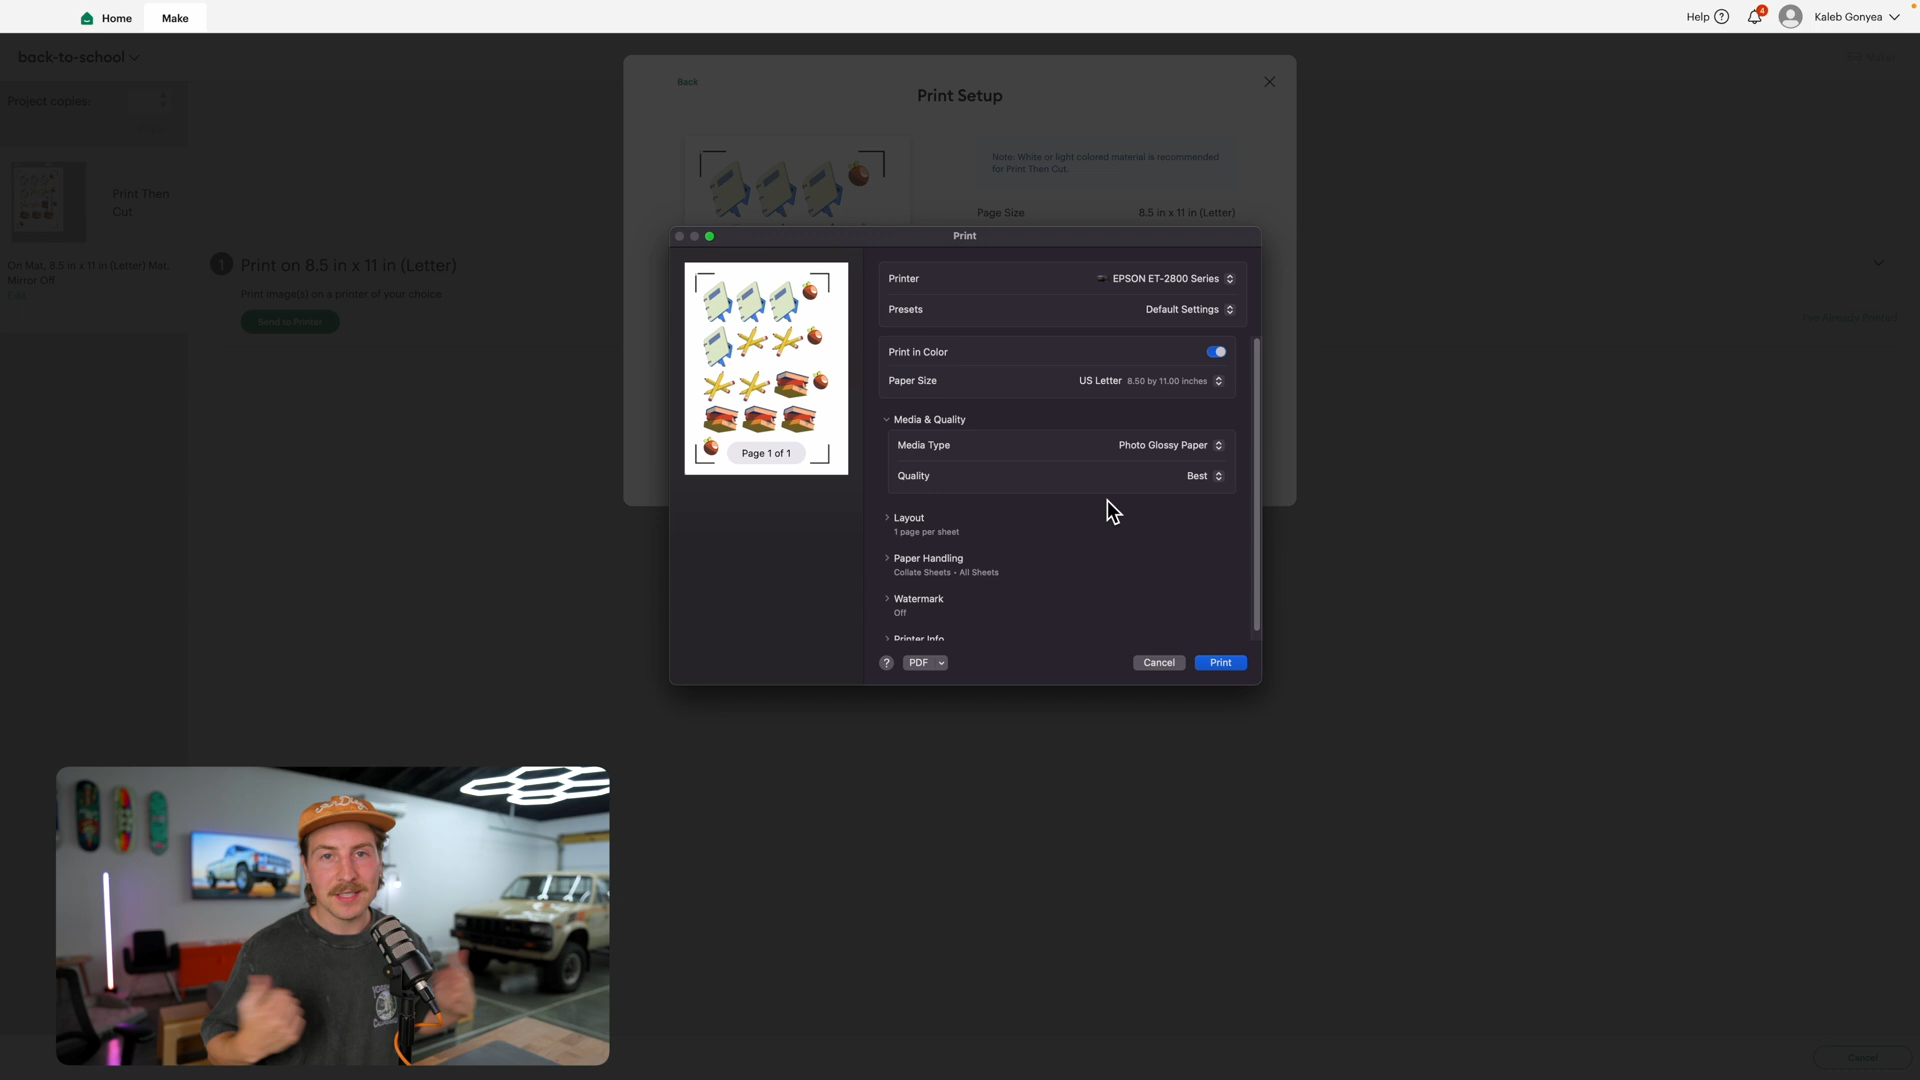 Home
Make
Help
4
Kaleb Gonyea
back-to-school
Project copies:
Print Then
Cut
On Mat, 8.5 in x 11 in (Letter) Mat,
Mirror Off
Edit
1 Print on 8.5 in x 11 in (Letter)
Print image(s) on a printer of your choice
Send to Printer
Back
Print Setup
Note: White or light colored material is recommended
for Print Then Cut.
Page Size 8.5 in x 11 in (Letter)
Print
Page 1 of 1
Printer EPSON ET-2800 Series
Presets Default Settings
Print in Color
Paper Size US Letter 8.50 by 11.00 inches
Media & Quality
Media Type Photo Glossy Paper
Quality Best
Layout
1 page per sheet
Paper Handling
Collate Sheets • All Sheets
Watermark
Off
Printer Info
? PDF Cancel Print
Already Printed
Cancel